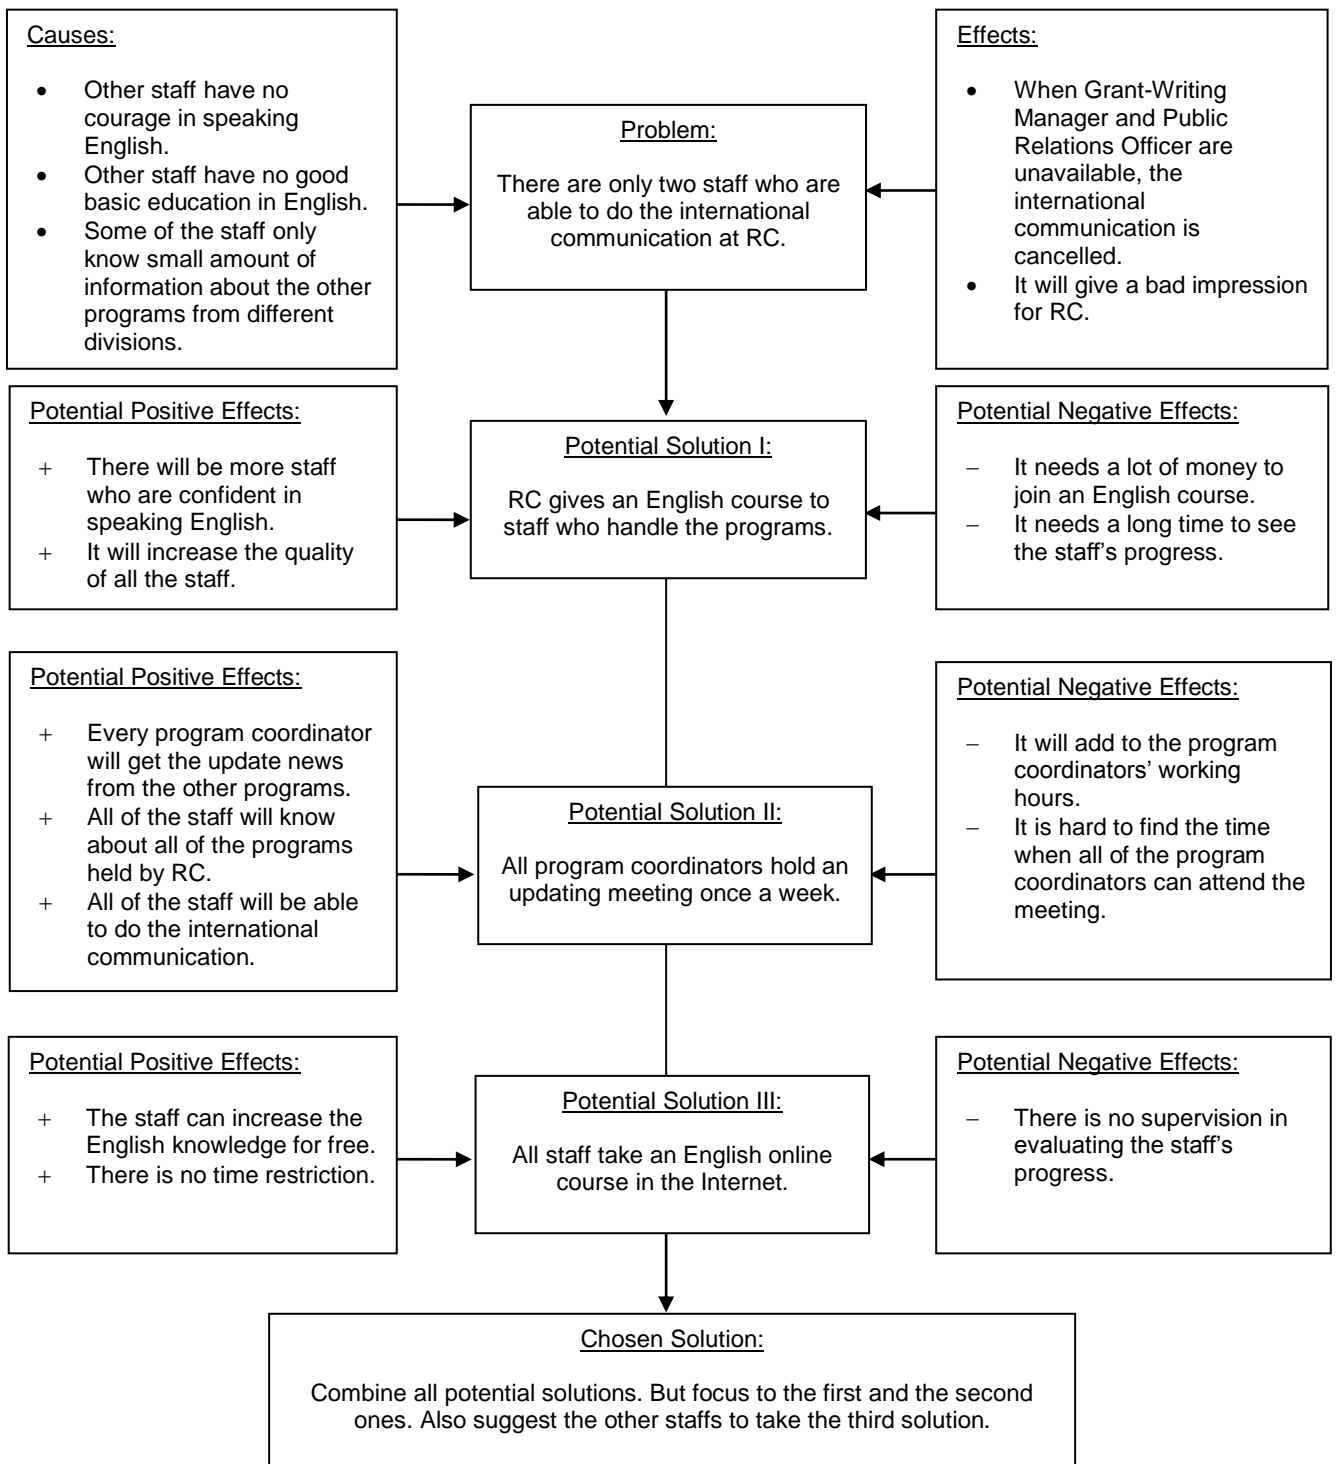 Causes:
• Other staff have no
courage in speaking
English.
• Other staff have no good
basic education in English.
• Some of the staff only
know small amount of
information about the other
programs from different
divisions.
Problem:
There are only two staff who are
able to do the international
communication at RC.
Effects:
• When Grant-Writing
Manager and Public
Relations Officer are
unavailable, the
international
communication is
cancelled.
• It will give a bad impression
for RC.
Potential Positive Effects:
+ There will be more staff
who are confident in
speaking English.
+ It will increase the quality
of all the staff.
Potential Solution I:
RC gives an English course to
staff who handle the programs.
Potential Negative Effects:
− It needs a lot of money to
join an English course.
− It needs a long time to see
the staff’s progress.
Potential Positive Effects:
+ Every program coordinator
will get the update news
from the other programs.
+ All of the staff will know
about all of the programs
held by RC.
+ All of the staff will be able
to do the international
communication.
Potential Solution II:
All program coordinators hold an
updating meeting once a week.
Potential Negative Effects:
− It will add to the program
coordinators’ working
hours.
− It is hard to find the time
when all of the program
coordinators can attend the
meeting.
Potential Positive Effects:
+ The staff can increase the
English knowledge for free.
+ There is no time restriction.
Potential Solution III:
All staff take an English online
course in the Internet.
Potential Negative Effects:
− There is no supervision in
evaluating the staff’s
progress.
Chosen Solution:
Combine all potential solutions. But focus to the first and the second
ones. Also suggest the other staffs to take the third solution.